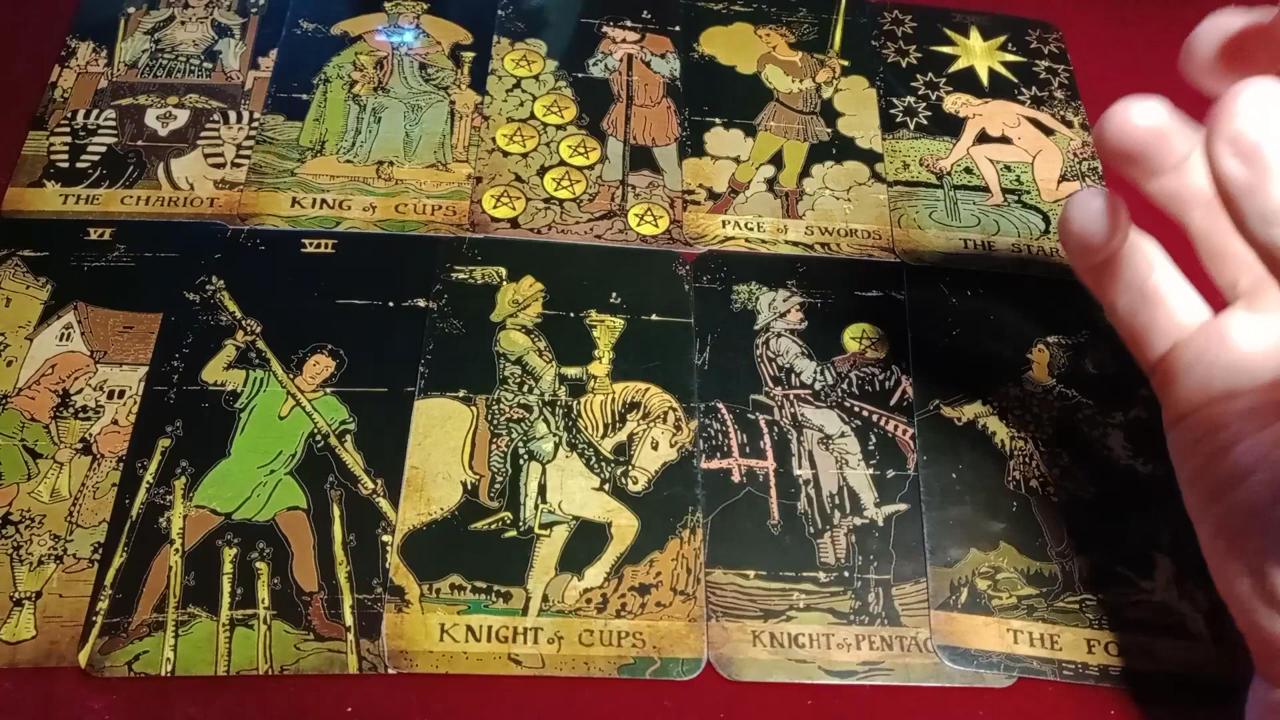 THE CHARIOT.
KING of CUPS
PAGE of SWORDS
THE STAR
VI
VII
KNIGHT of CUPS.
KNIGHT of PENTAC
THE FO